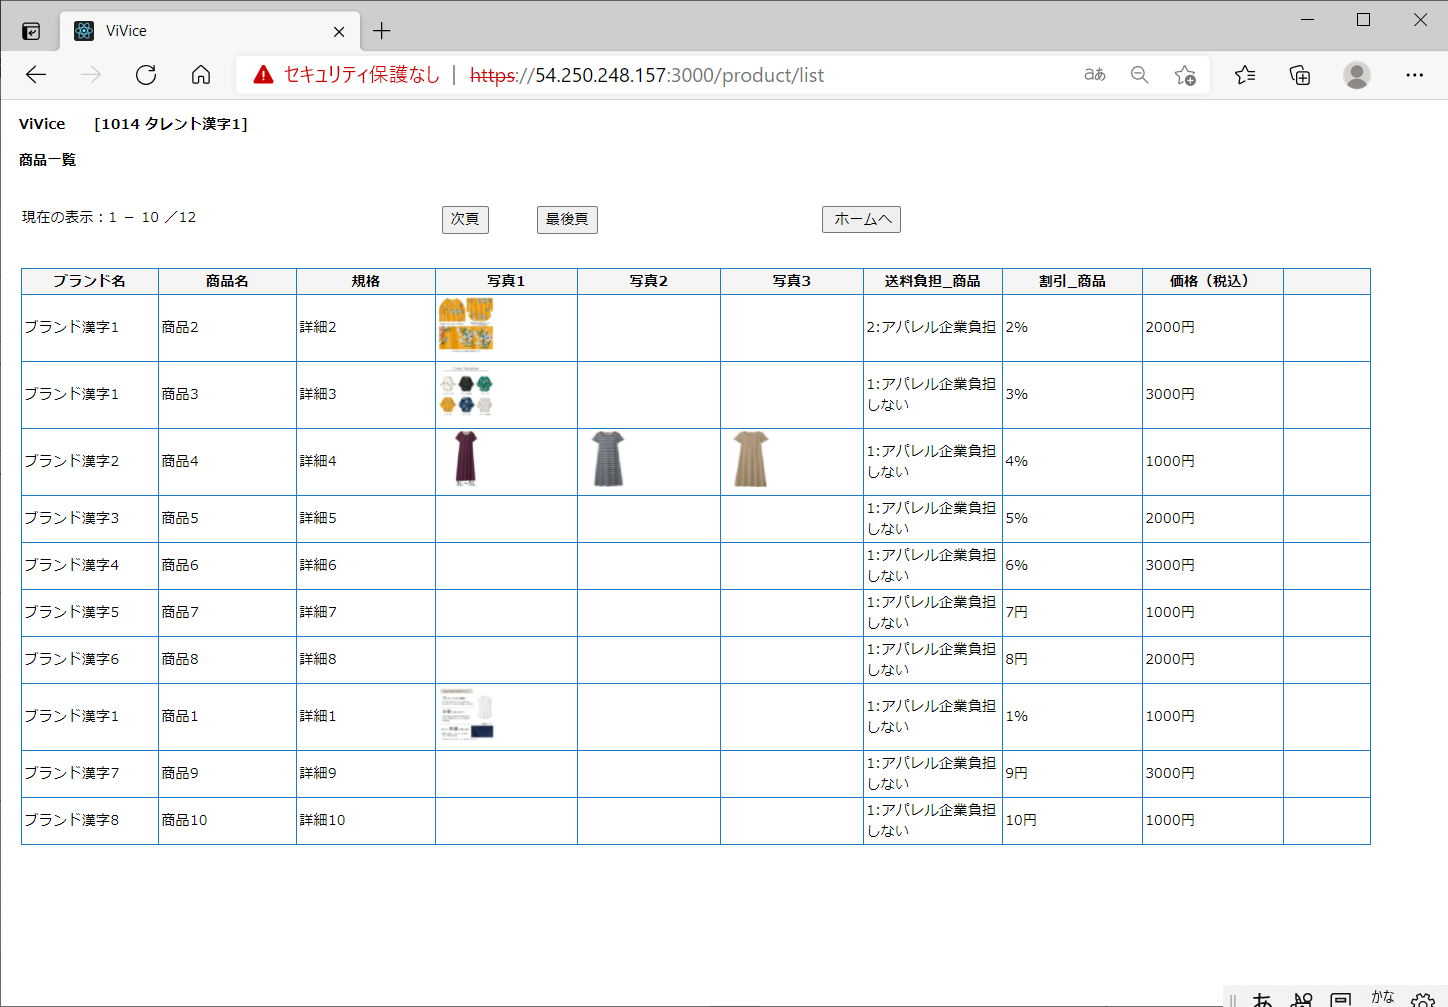 ViVice
セキュリティ保護なし | https://54.250.248.157:3000/product/list
aあ
ViVice [1014 タレント漢字1]
商品一覧
現在の表示：1 － 10 ／12 次頁 最後頁 ホームへ
ブランド名 商品名 規格 写真1 写真2 写真3 送料負担_商品 割引_商品 価格（税込）
ブランド漢字1 商品2 詳細2 2:アパレル企業負担 2% 2000円
ブランド漢字1 商品3 詳細3 1:アパレル企業負担しない 3% 3000円
ブランド漢字2 商品4 詳細4 1:アパレル企業負担しない 4% 1000円
ブランド漢字3 商品5 詳細5 1:アパレル企業負担しない 5% 2000円
ブランド漢字4 商品6 詳細6 1:アパレル企業負担しない 6% 3000円
ブランド漢字5 商品7 詳細7 1:アパレル企業負担しない 7円 1000円
ブランド漢字6 商品8 詳細8 1:アパレル企業負担しない 8円 2000円
ブランド漢字1 商品1 詳細1 1:アパレル企業負担しない 1% 1000円
ブランド漢字7 商品9 詳細9 1:アパレル企業負担しない 9円 3000円
ブランド漢字8 商品10 詳細10 1:アパレル企業負担しない 10円 1000円
あ かな